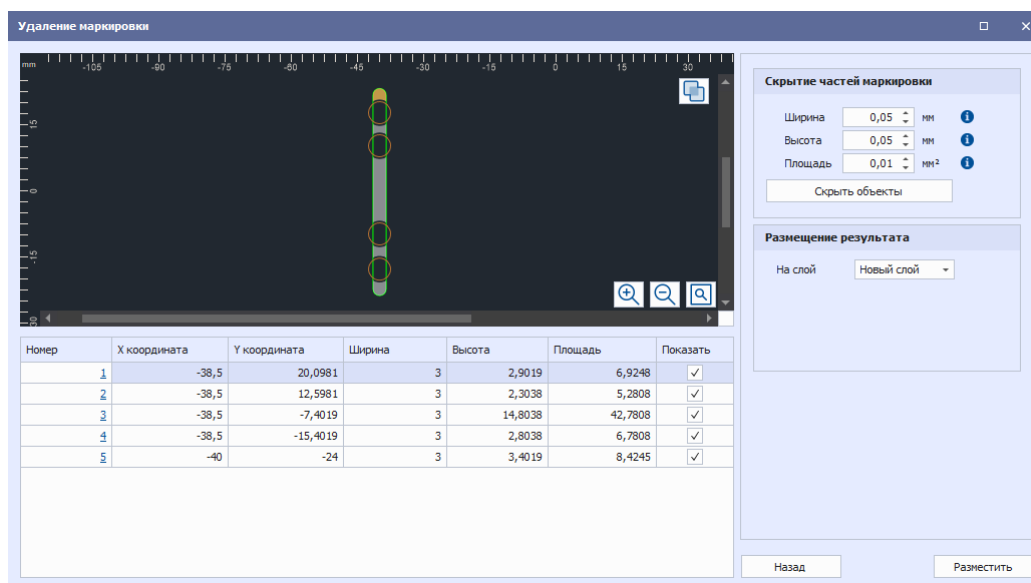 Удаление маркировки
mm -105 -90 -75 -60 -45 -30 -15 0 15 30
15
0
-15
-30
Номер X координата Y координата Ширина Высота Площадь Показать
1 -38,5 20,0981 3 2,9019 6,9248
2 -38,5 12,5981 3 2,3038 5,2808
3 -38,5 -7,4019 3 14,8038 42,7808
4 -38,5 -15,4019 3 2,8038 6,7808
5 -40 -24 3 3,4019 8,4245
Скрытие частей маркировки
Ширина 0,05 мм
Высота 0,05 мм
Площадь 0,01 мм²
Скрыть объекты
Размещение результата
На слой Новый слой
Назад Разместить